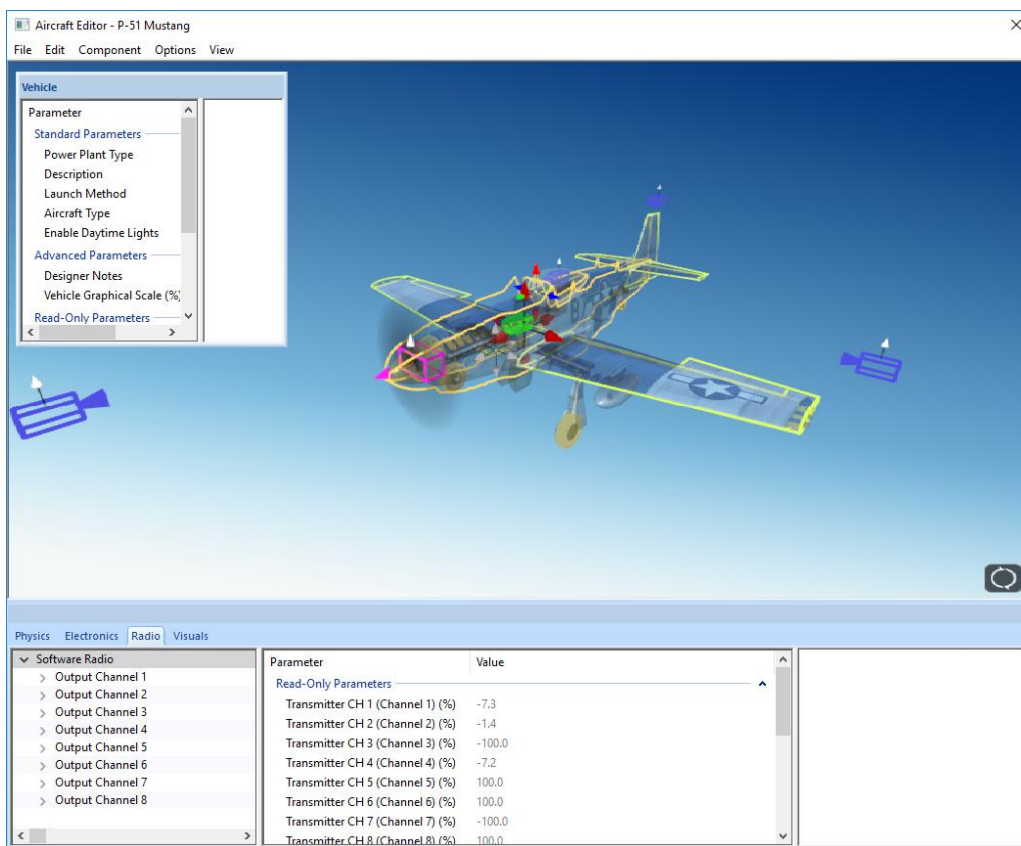 Aircraft Editor - P-51 Mustang
File Edit Component Options View
Vehicle
Parameter
Standard Parameters
Power Plant Type
Description
Launch Method
Aircraft Type
Enable Daytime Lights
Advanced Parameters
Designer Notes
Vehicle Graphical Scale (%)
Read-Only Parameters
Physics Electronics Radio Visuals
Software Radio
Output Channel 1
Output Channel 2
Output Channel 3
Output Channel 4
Output Channel 5
Output Channel 6
Output Channel 7
Output Channel 8
Parameter Value
Read-Only Parameters
Transmitter CH 1 (Channel 1) (%) -7.3
Transmitter CH 2 (Channel 2) (%) -1.4
Transmitter CH 3 (Channel 3) (%) -100.0
Transmitter CH 4 (Channel 4) (%) -7.2
Transmitter CH 5 (Channel 5) (%) 100.0
Transmitter CH 6 (Channel 6) (%) 100.0
Transmitter CH 7 (Channel 7) (%) -100.0
Transmitter CH 8 (Channel 8) (%) 100.0